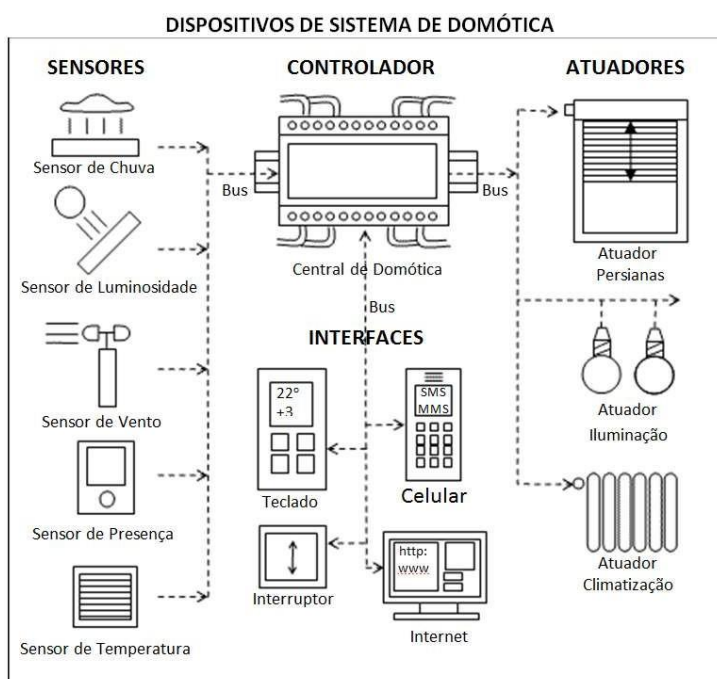 DISPOSITIVOS DE SISTEMA DE DOMÓTICA
SENSORES
Sensor de Chuva
Sensor de Luminosidade
Sensor de Vento
Sensor de Presença
Sensor de Temperatura
CONTROLADOR
Bus
Bus
Central de Domótica
Bus
INTERFACES
22°
+3
Teclado
SMS
MMS
Celular
Interruptor
http:
www
Internet
ATUADORES
Atuador
Persianas
Atuador
Iluminação
Atuador
Climatização